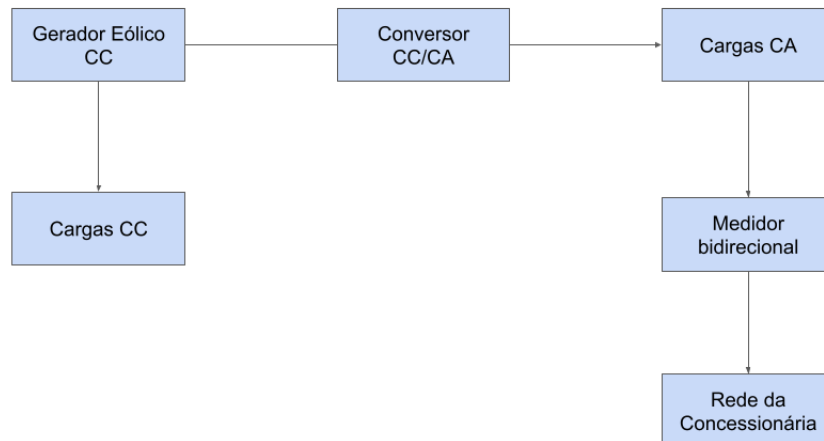 Gerador Eólico
CC
Conversor
CC/CA
Cargas CA
Cargas CC
Medidor
bidirecional
Rede da
Concessionária